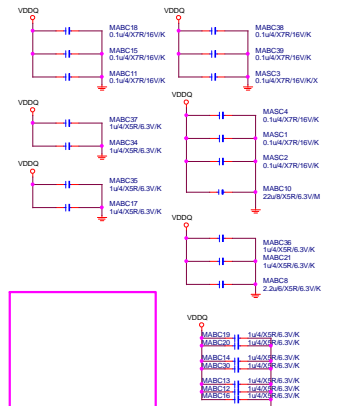 VDDQ
MABC18
0.1u/4/X7R/16V/K
MABC15
0.1u/4/X7R/16V/K
MABC11
0.1u/4/X7R/16V/K
VDDQ
MABC38
0.1u/4/X7R/16V/K
MABC39
0.1u/4/X7R/16V/K
MASC3
0.1u/4/X7R/16V/K/X
VDDQ
MABC37
1u/4/X5R/6.3V/K
MABC34
1u/4/X5R/6.3V/K
VDDQ
MABC35
1u/4/X5R/6.3V/K
MABC17
1u/4/X5R/6.3V/K
VDDQ
MASC4
0.1u/4/X7R/16V/K
MASC1
0.1u/4/X7R/16V/K
MASC2
0.1u/4/X7R/16V/K
MABC10
22u/8/X5R/6.3V/M
VDDQ
MABC36
1u/4/X5R/6.3V/K
MABC21
1u/4/X5R/6.3V/K
MABC8
2.2u/6/X5R/6.3V/K
VDDQ
MABC19 1u/4/X5R/6.3V/K
MABC20 1u/4/X5R/6.3V/K
MABC14 1u/4/X5R/6.3V/K
MABC30 1u/4/X5R/6.3V/K
MABC13 1u/4/X5R/6.3V/K
MABC12 1u/4/X5R/6.3V/K
MABC16 1u/4/X5R/6.3V/K